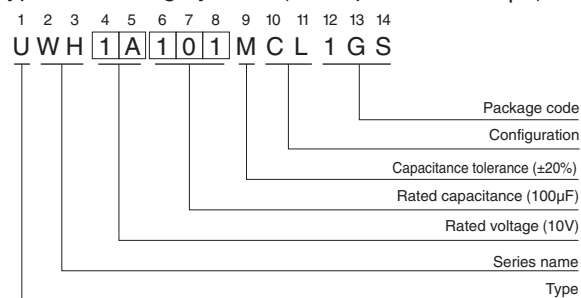 1 2 3 4 5 6 7 8 9 10 11 12 13 14
U W H 1 A 1 0 1 M C L 1 G S
Package code
Configuration
Capacitance tolerance (±20%)
Rated capacitance (100µF)
Rated voltage (10V)
Series name
Type